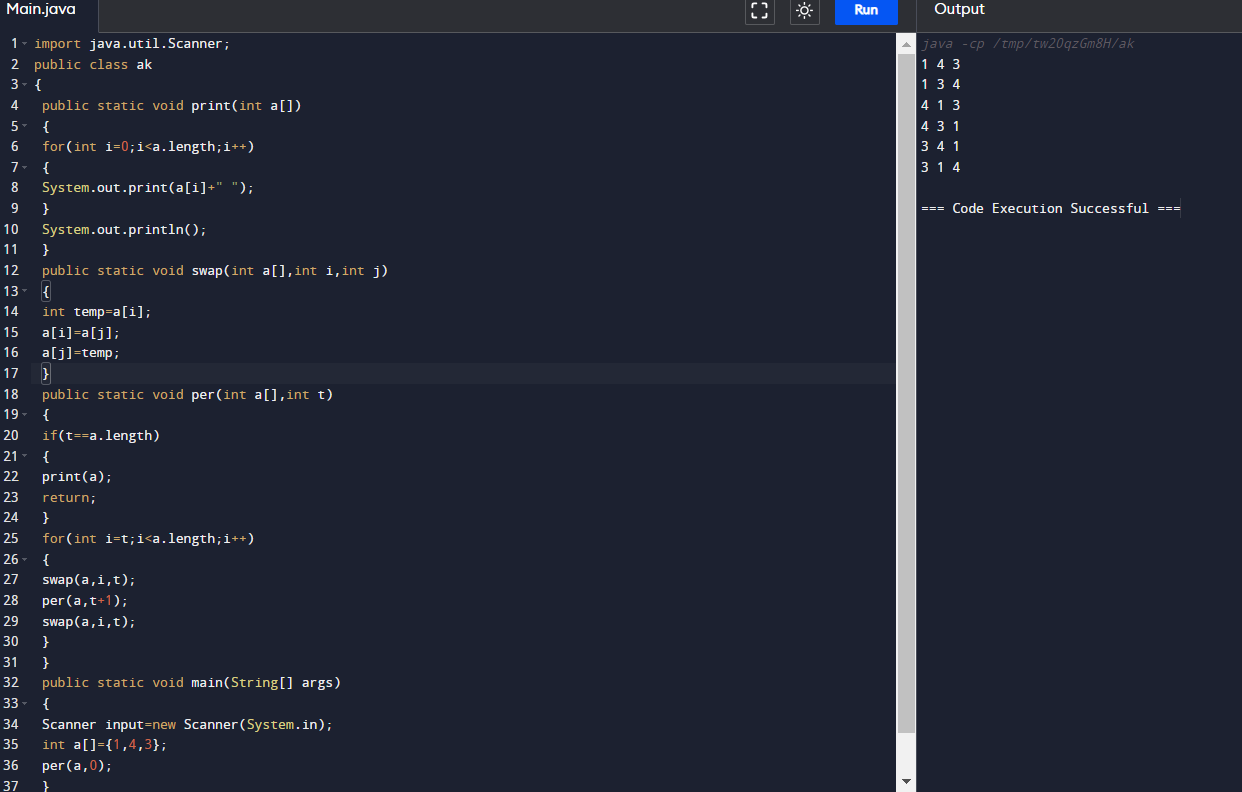 Main.java
Run
Output
1 import java.util.Scanner;
2 public class ak
3 {
4 public static void print(int a[])
5 {
6 for(int i=0;i<a.length;i++)
7 {
8 System.out.print(a[i]+" ");
9 }
10 System.out.println();
11 }
12 public static void swap(int a[],int i,int j)
13 {
14 int temp=a[i];
15 a[i]=a[j];
16 a[j]=temp;
17 }
18 public static void per(int a[],int t)
19 {
20 if(t==a.length)
21 {
22 print(a);
23 return;
24 }
25 for(int i=t;i<a.length;i++)
26 {
27 swap(a,i,t);
28 per(a,t+1);
29 swap(a,i,t);
30 }
31 }
32 public static void main(String[] args)
33 {
34 Scanner input=new Scanner(System.in);
35 int a[]={1,4,3};
36 per(a,0);
37 }
java -cp /tmp/tw2OqzGm8H/ak
1 4 3
1 3 4
4 1 3
4 3 1
3 4 1
3 1 4
=== Code Execution Successful ===